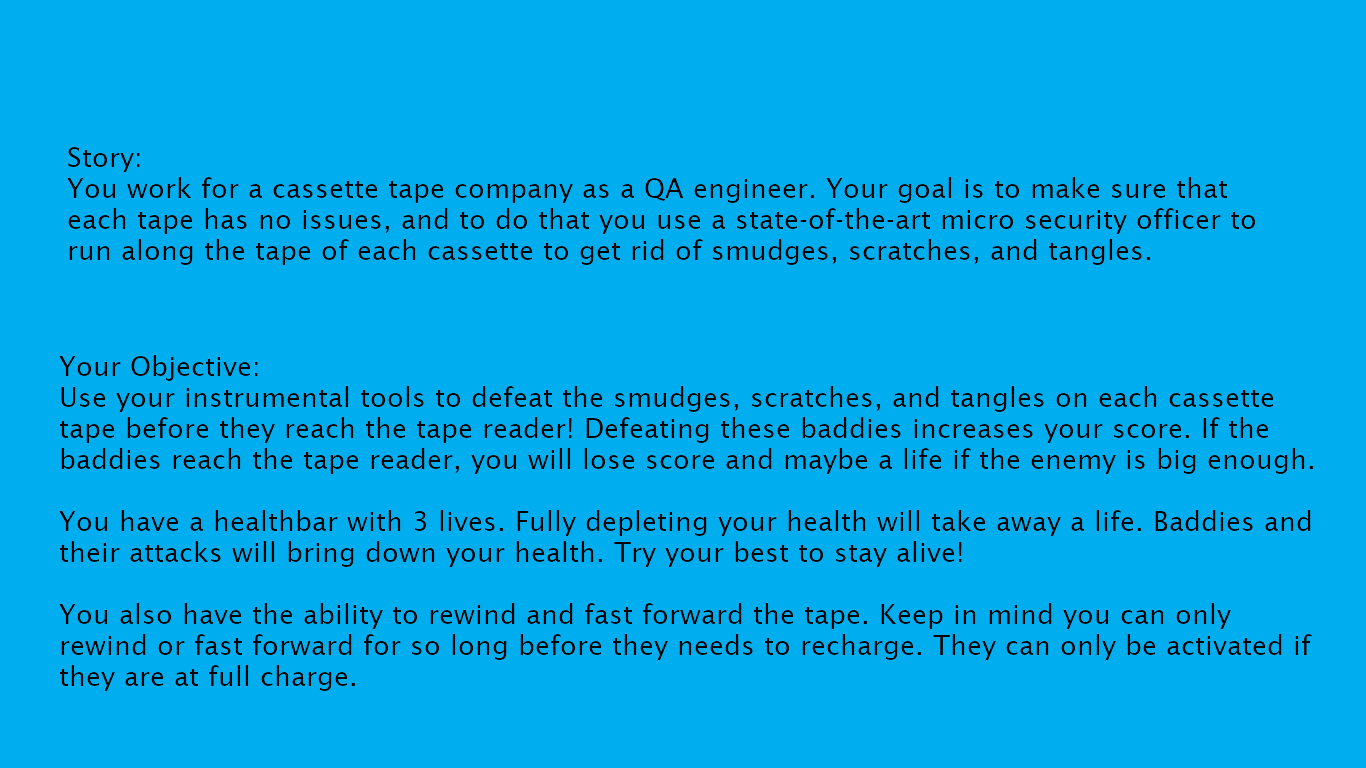 Story:
You work for a cassette tape company as a QA engineer. Your goal is to make sure that
each tape has no issues, and to do that you use a state-of-the-art micro security officer to
run along the tape of each cassette to get rid of smudges, scratches, and tangles.
Your Objective:
Use your instrumental tools to defeat the smudges, scratches, and tangles on each cassette
tape before they reach the tape reader! Defeating these baddies increases your score. If the
baddies reach the tape reader, you will lose score and maybe a life if the enemy is big enough.
You have a healthbar with 3 lives. Fully depleting your health will take away a life. Baddies and
their attacks will bring down your health. Try your best to stay alive!
You also have the ability to rewind and fast forward the tape. Keep in mind you can only
rewind or fast forward for so long before they needs to recharge. They can only be activated if
they are at full charge.